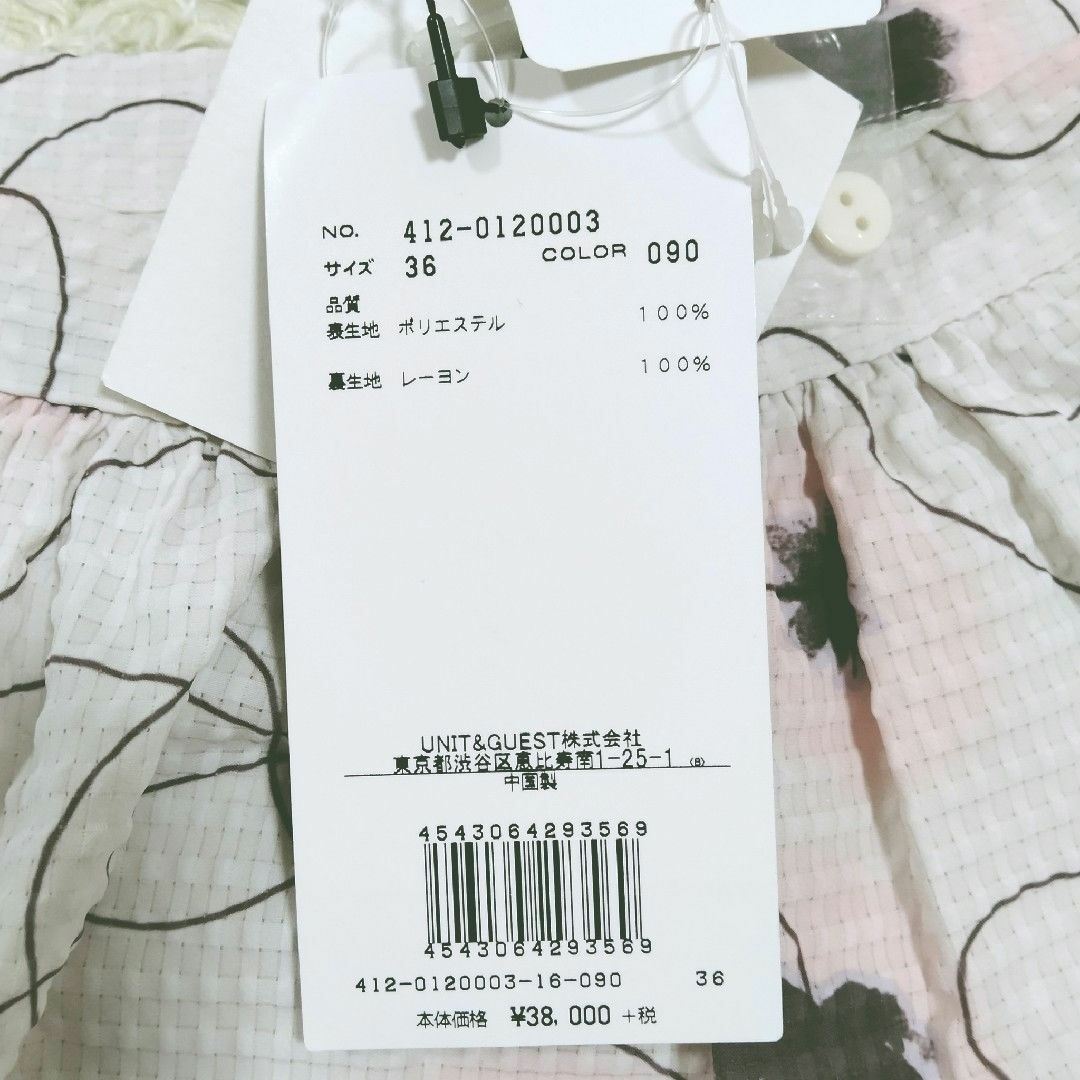 NO. 412-0120003
サイズ 36 COLOR 090
品質
表生地 ポリエステル 100%
裏生地 レーヨン 100%
UNIT&GUEST株式会社
東京都渋谷区恵比寿南1-25-1 〈B〉
中国製
4543064293569
4543064293569
412-0120003-16-090 36
本体価格 ¥38,000 +税